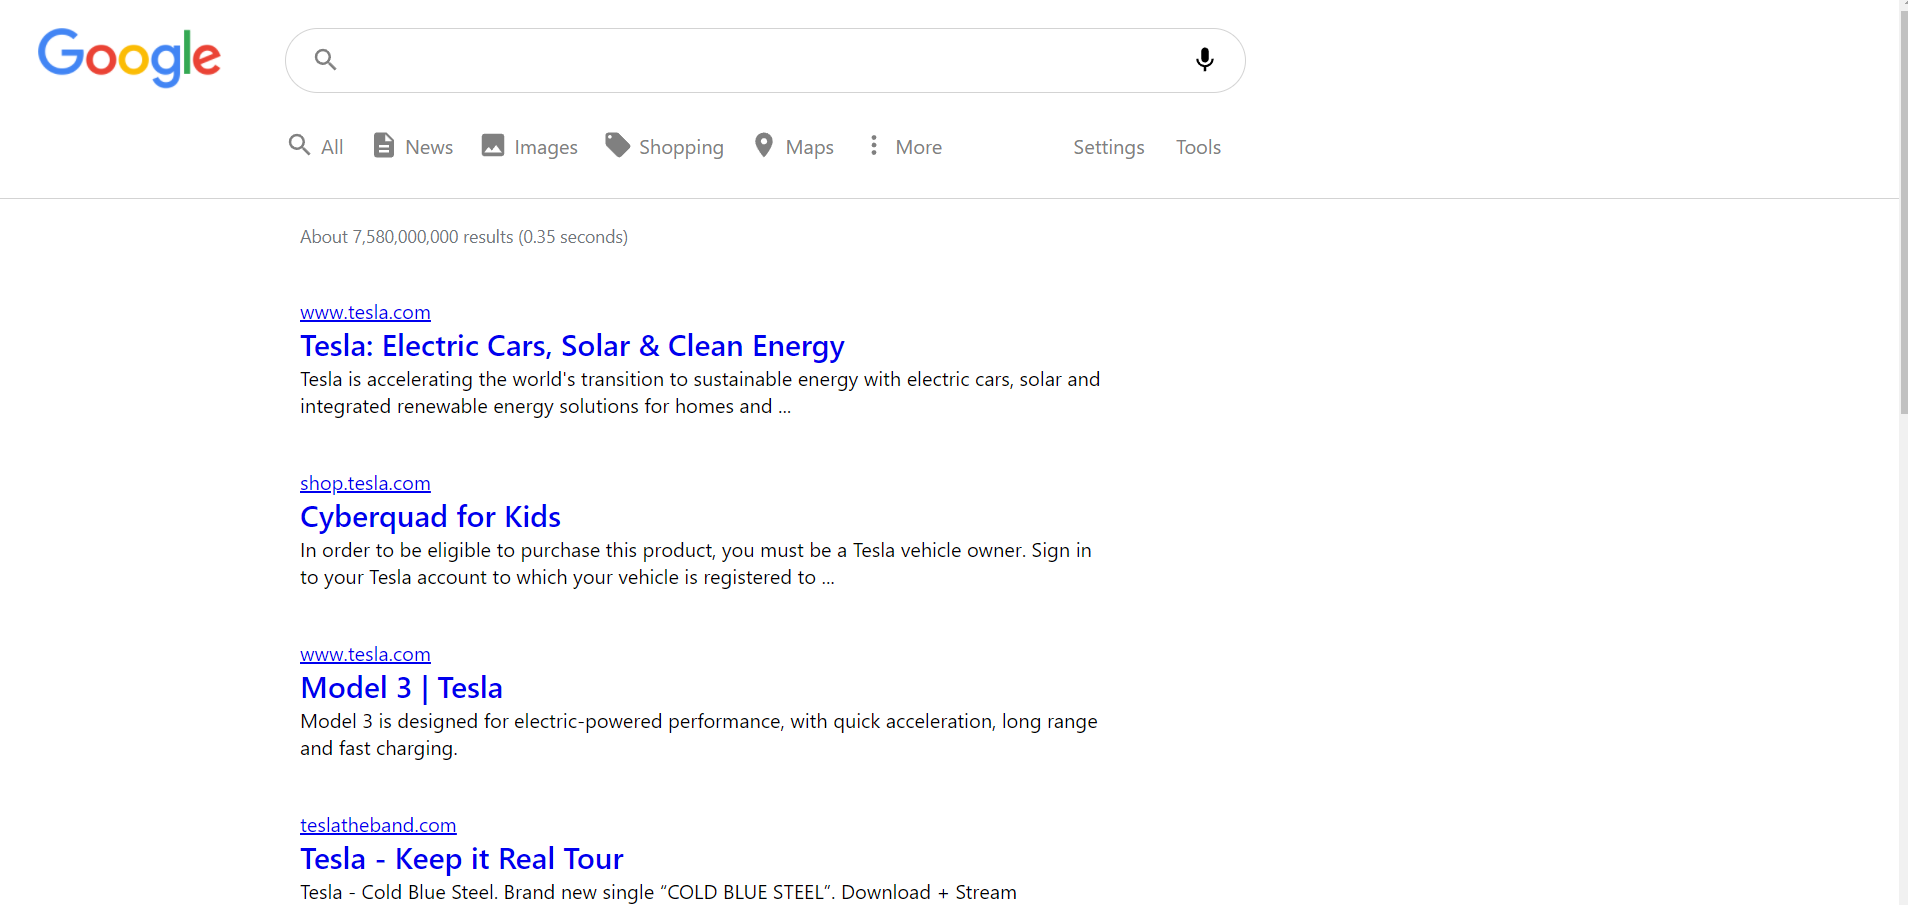 Google
All News Images Shopping Maps More Settings Tools
About 7,580,000,000 results (0.35 seconds)
www.tesla.com
Tesla: Electric Cars, Solar & Clean Energy
Tesla is accelerating the world's transition to sustainable energy with electric cars, solar and
integrated renewable energy solutions for homes and ...
shop.tesla.com
Cyberquad for Kids
In order to be eligible to purchase this product, you must be a Tesla vehicle owner. Sign in
to your Tesla account to which your vehicle is registered to ...
www.tesla.com
Model 3 | Tesla
Model 3 is designed for electric-powered performance, with quick acceleration, long range
and fast charging.
teslatheband.com
Tesla - Keep it Real Tour
Tesla - Cold Blue Steel. Brand new single “COLD BLUE STEEL”. Download + Stream